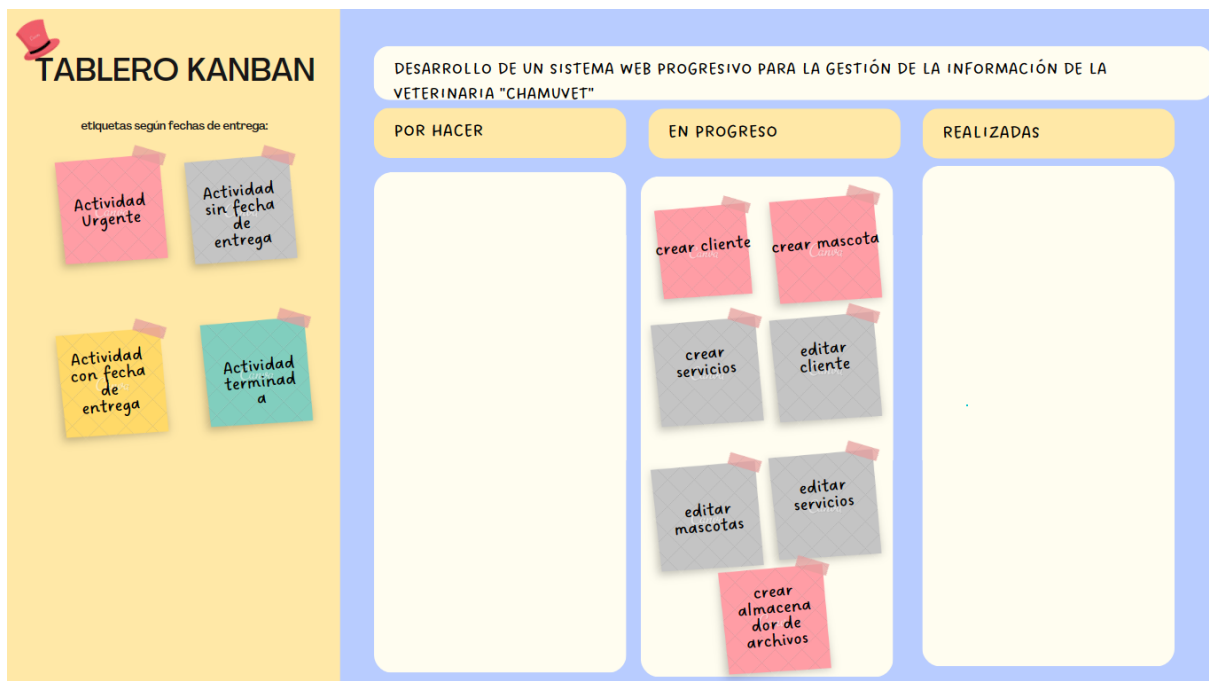 TABLERO KANBAN
etiquetas según fechas de entrega:
Actividad
Urgente
Actividad
sin fecha
de
entrega
Actividad
con fecha
de
entrega
Actividad
terminad
a
DESARROLLO DE UN SISTEMA WEB PROGRESIVO PARA LA GESTIÓN DE LA INFORMACIÓN DE LA
VETERINARIA "CHAMUVET"
POR HACER
EN PROGRESO
crear cliente
crear mascota
crear
servicios
editar
cliente
editar
mascotas
editar
servicios
crear
almacena
dor de
archivos
REALIZADAS